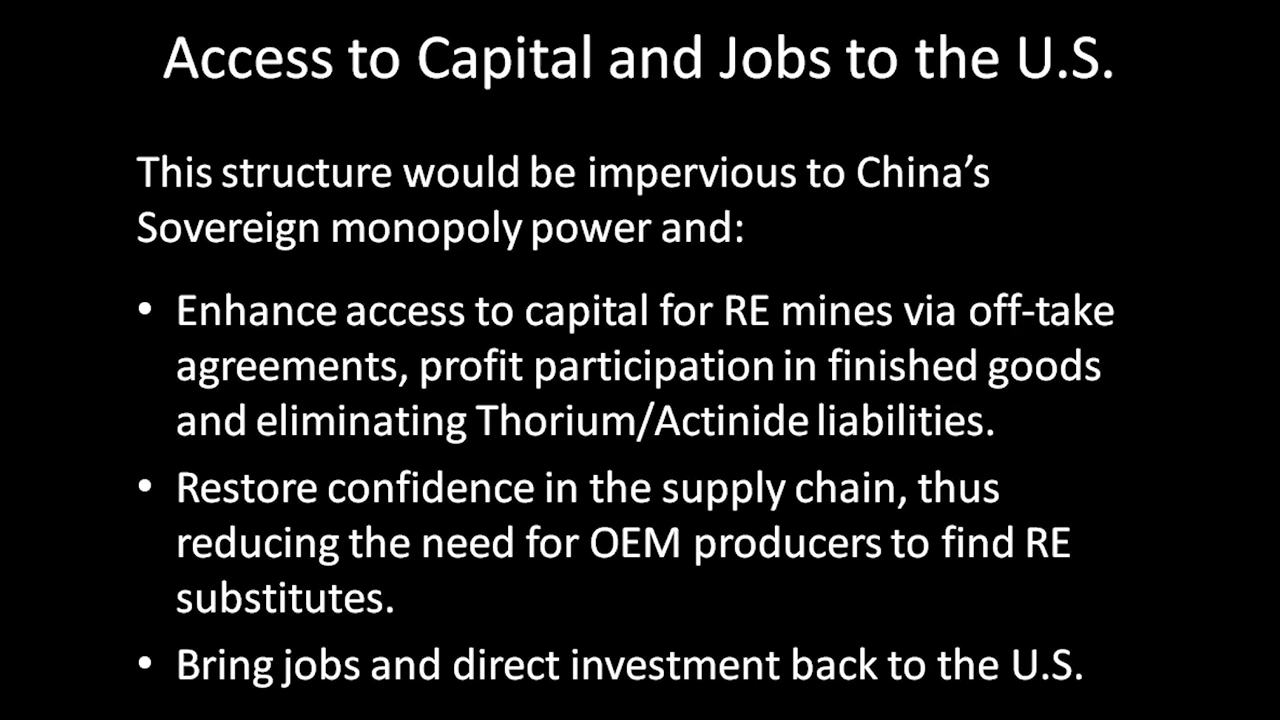 Access to Capital and Jobs to the U.S.
This structure would be impervious to China’s
Sovereign monopoly power and:
• Enhance access to capital for RE mines via off-take
agreements, profit participation in finished goods
and eliminating Thorium/Actinide liabilities.
• Restore confidence in the supply chain, thus
reducing the need for OEM producers to find RE
substitutes.
• Bring jobs and direct investment back to the U.S.